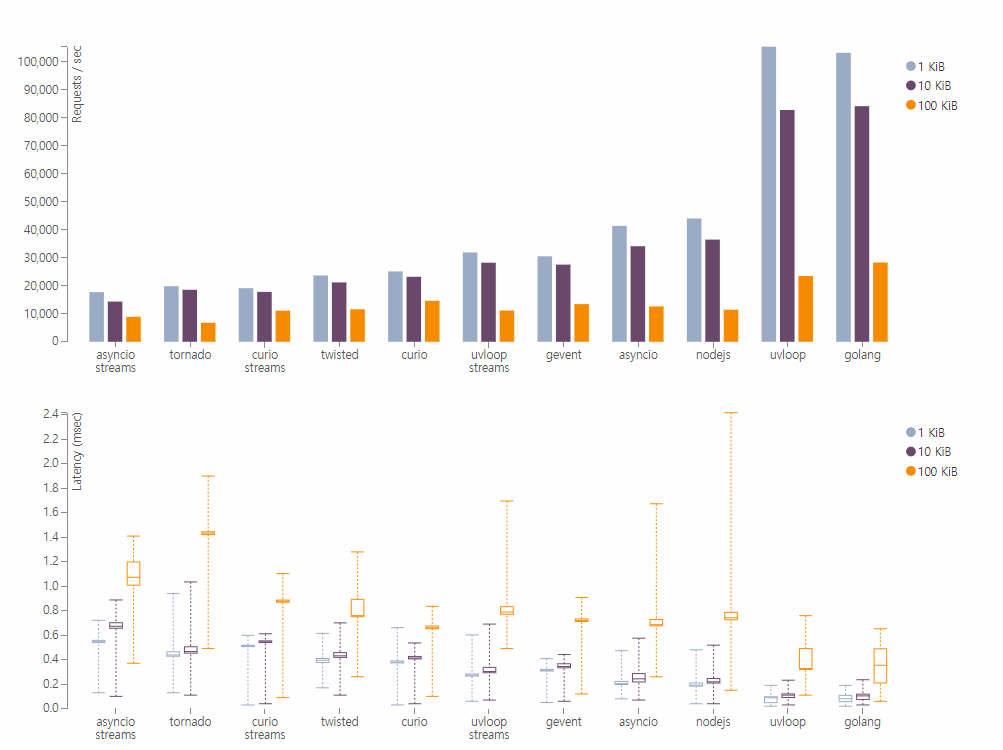 Requests / sec
100,000
90,000
80,000
70,000
60,000
50,000
40,000
30,000
20,000
10,000
0
asyncio streams
tornado
curio streams
twisted
curio
uvloop streams
gevent
asyncio
nodejs
uvloop
golang
1 KiB
10 KiB
100 KiB
Latency (msec)
2.4
2.2
2.0
1.8
1.6
1.4
1.2
1.0
0.8
0.6
0.4
0.2
0.0
asyncio streams
tornado
curio streams
twisted
curio
uvloop streams
gevent
asyncio
nodejs
uvloop
golang
1 KiB
10 KiB
100 KiB